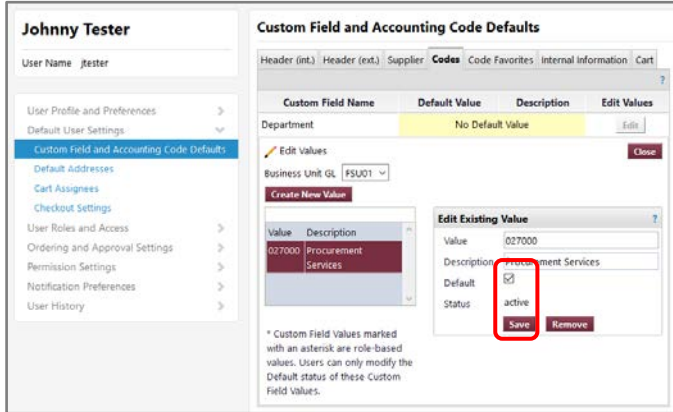 Johnny Tester
User Name jtester
User Profile and Preferences
Default User Settings
Custom Field and Accounting Code Defaults
Default Addresses
Cart Assignees
Checkout Settings
User Roles and Access
Ordering and Approval Settings
Permission Settings
Notification Preferences
User History
Custom Field and Accounting Code Defaults
Header (int.) Header (ext.) Supplier Codes Code Favorites Internal Information Cart
?
Custom Field Name Default Value Description Edit Values
Department No Default Value Edit
Edit Values Close
Business Unit GL FSU01
Create New Value
Value Description
027000 Procurement
Services
* Custom Field Values marked
with an asterisk are role-based
values. Users can only modify the
Default status of these Custom
Field Values.
Edit Existing Value ?
Value 027000
Description Procurement Services
Default
Status active
Save Remove